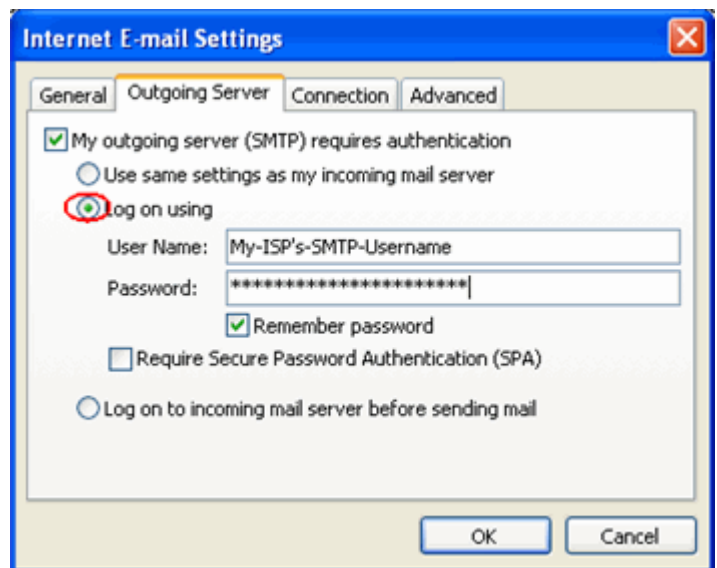 Internet E-mail Settings
General Outgoing Server Connection Advanced
My outgoing server (SMTP) requires authentication
Use same settings as my incoming mail server
Log on using
User Name: My-ISP's-SMTP-Username
Password: **********************
Remember password
Require Secure Password Authentication (SPA)
Log on to incoming mail server before sending mail
OK Cancel